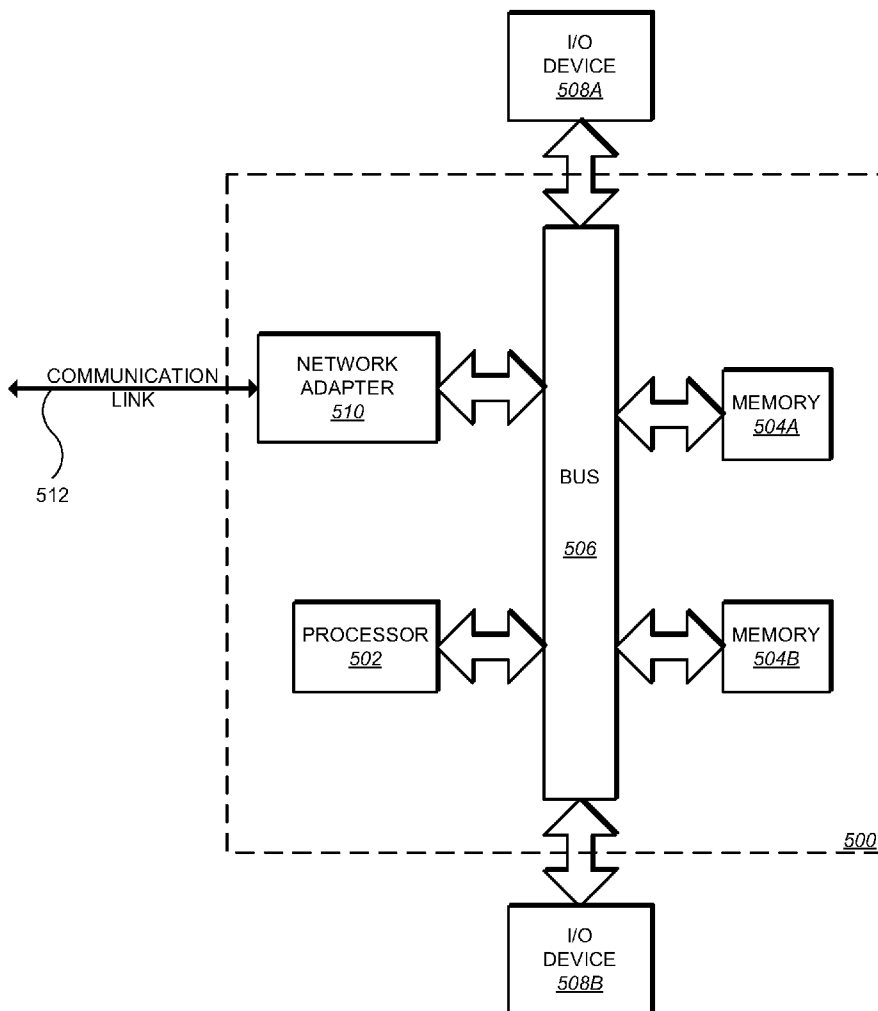 I/O
DEVICE
508A
COMMUNICATION
LINK
512
NETWORK
ADAPTER
510
MEMORY
504A
BUS
506
PROCESSOR
502
MEMORY
504B
500
I/O
DEVICE
508B